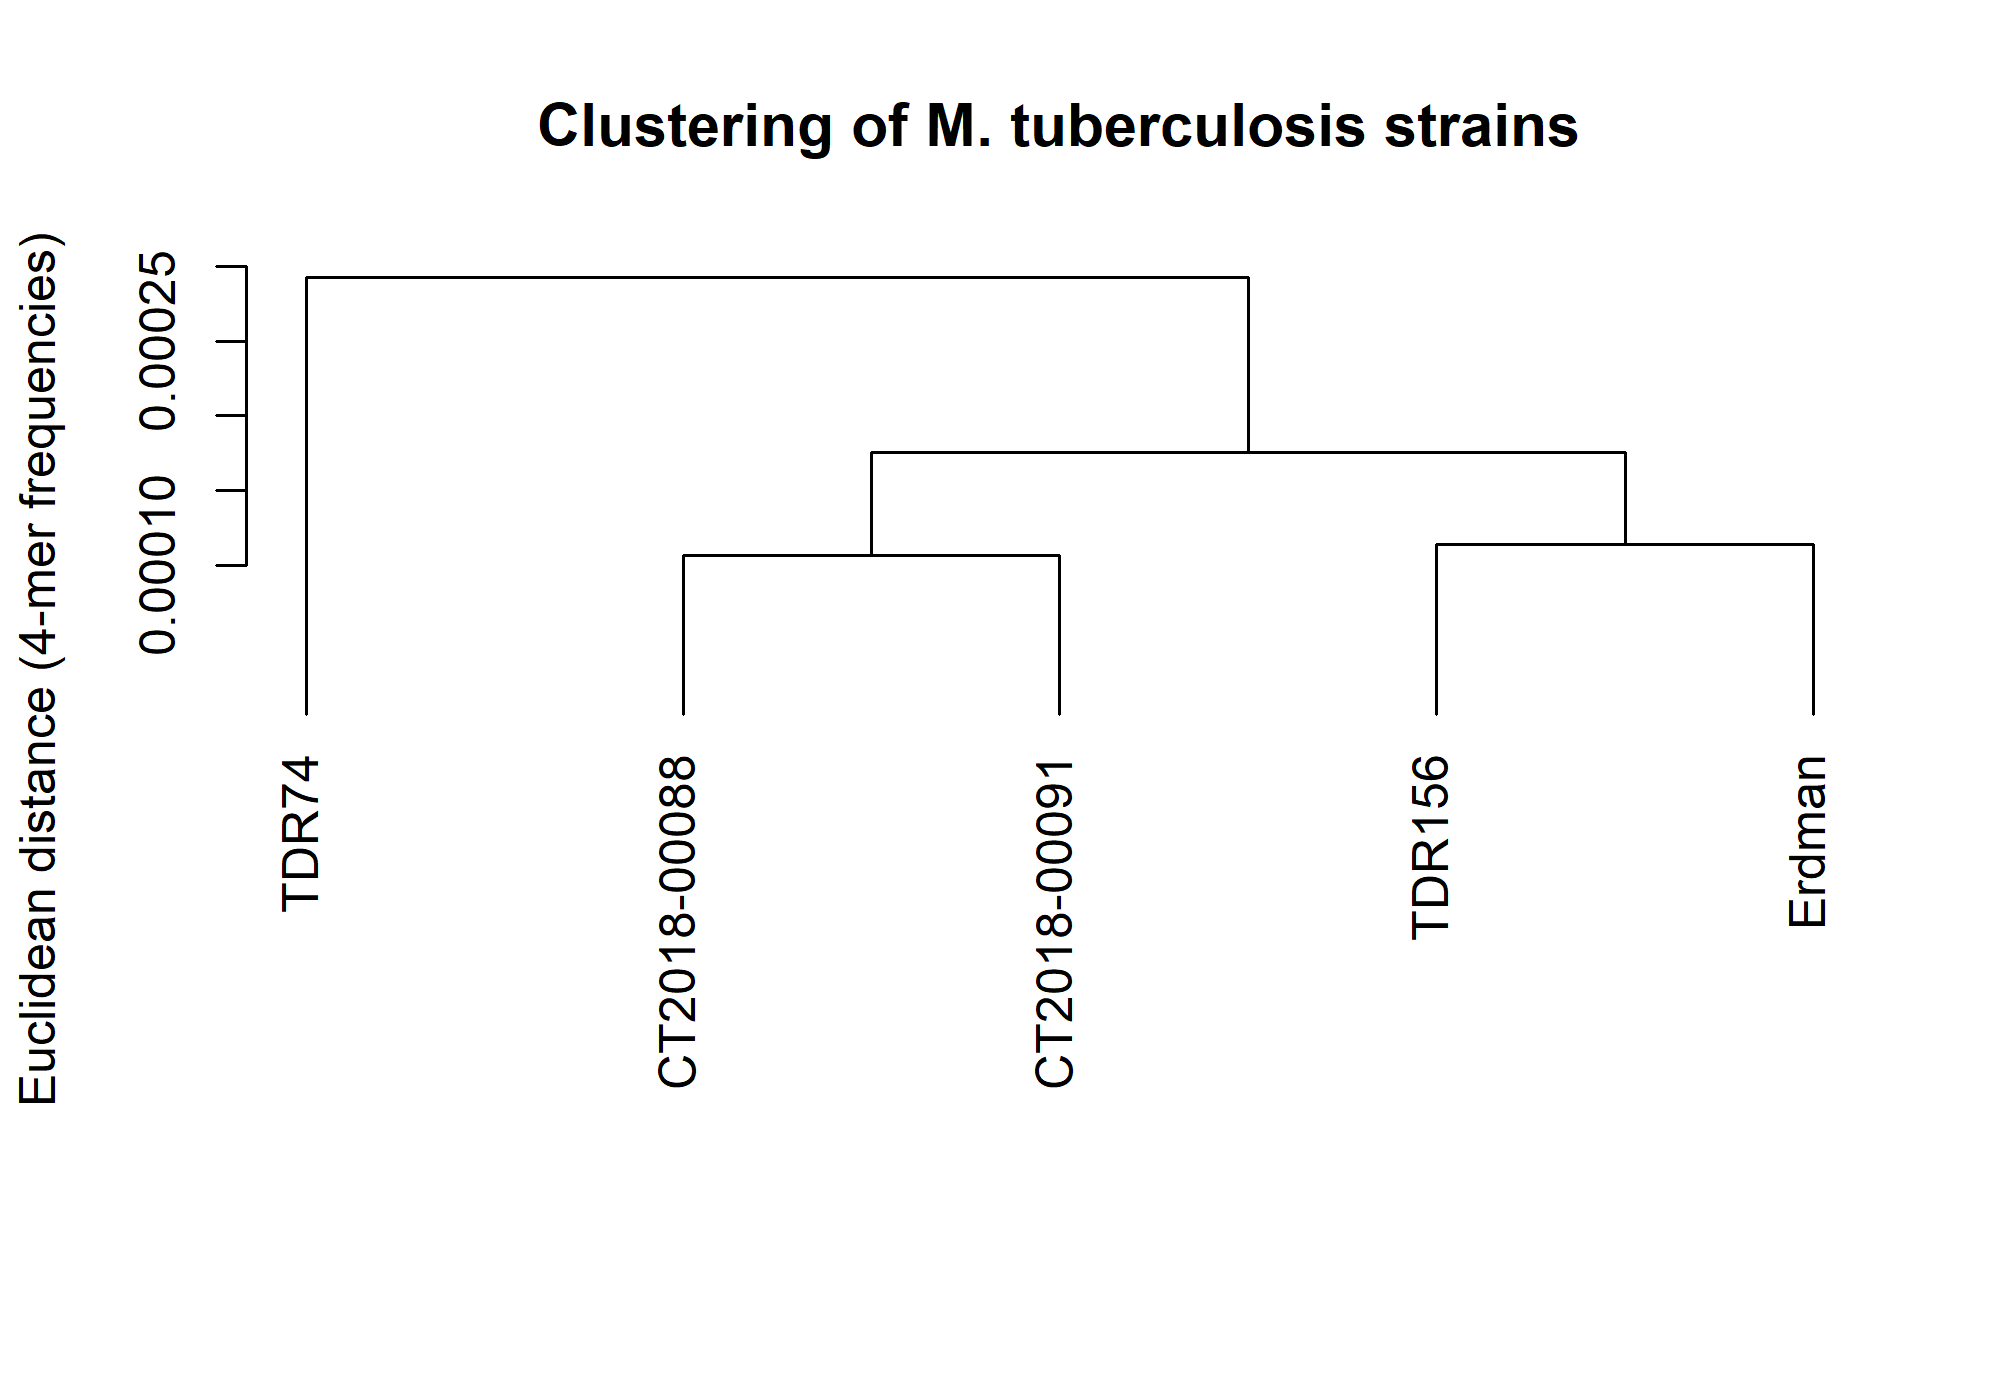 Clustering of M. tuberculosis strains
Euclidean distance (4-mer frequencies)
0.00025
0.00010
TDR74
CT2018-00088
CT2018-00091
TDR156
Erdman